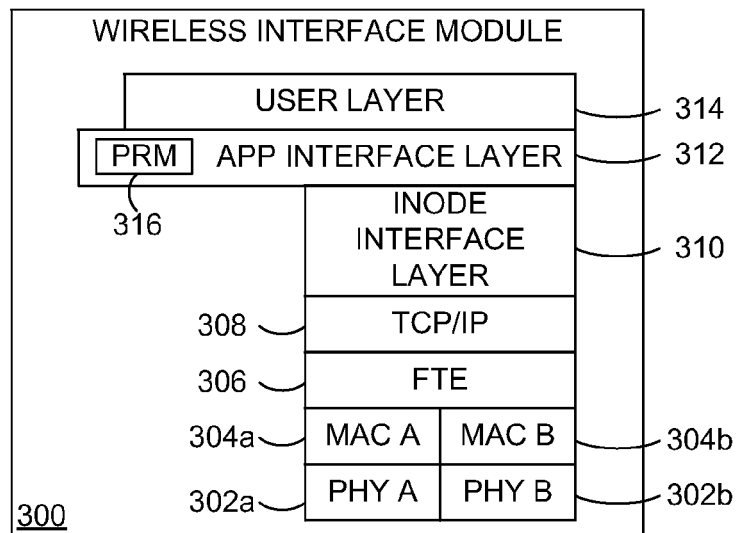 WIRELESS INTERFACE MODULE
USER LAYER
314
PRM
APP INTERFACE LAYER
312
316
INODE
INTERFACE
LAYER
310
308
TCP/IP
306
FTE
304a
MAC A
MAC B
304b
302a
PHY A
PHY B
302b
300